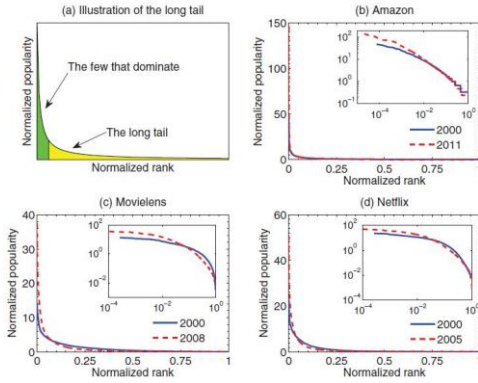 (a) Illustration of the long tail
Normalized popularity
The few that dominate
The long tail
Normalized rank
(b) Amazon
Normalized popularity
150
100
50
0
0 0.25 0.5 0.75 1
Normalized rank
10²
10¹
10⁰
10⁻¹
10⁻⁴ 10⁻² 10⁰
2000
2011
(c) Movielens
Normalized popularity
40
30
20
10
0
0 0.25 0.5 0.75 1
Normalized rank
10²
10⁰
10⁻²
10⁻⁴ 10⁻² 10⁰
2000
2008
(d) Netflix
Normalized popularity
60
40
20
0
0 0.25 0.5 0.75 1
Normalized rank
10²
10⁰
10⁻²
10⁻⁴
10⁻⁴ 10⁻² 10⁰
2000
2005